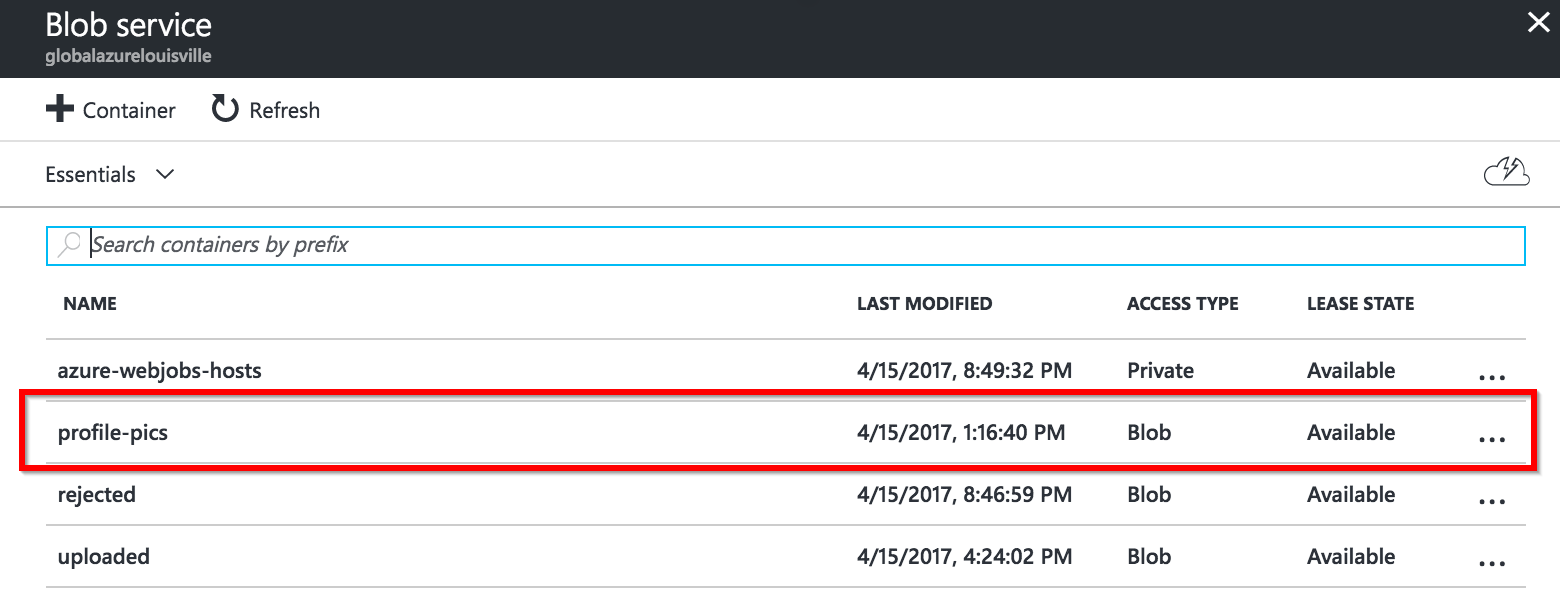 Blob service
globalazurelouisville
Container Refresh
Essentials
Search containers by prefix
NAME LAST MODIFIED ACCESS TYPE LEASE STATE
azure-webjobs-hosts 4/15/2017, 8:49:32 PM Private Available ...
profile-pics 4/15/2017, 1:16:40 PM Blob Available ...
rejected 4/15/2017, 8:46:59 PM Blob Available ...
uploaded 4/15/2017, 4:24:02 PM Blob Available ...